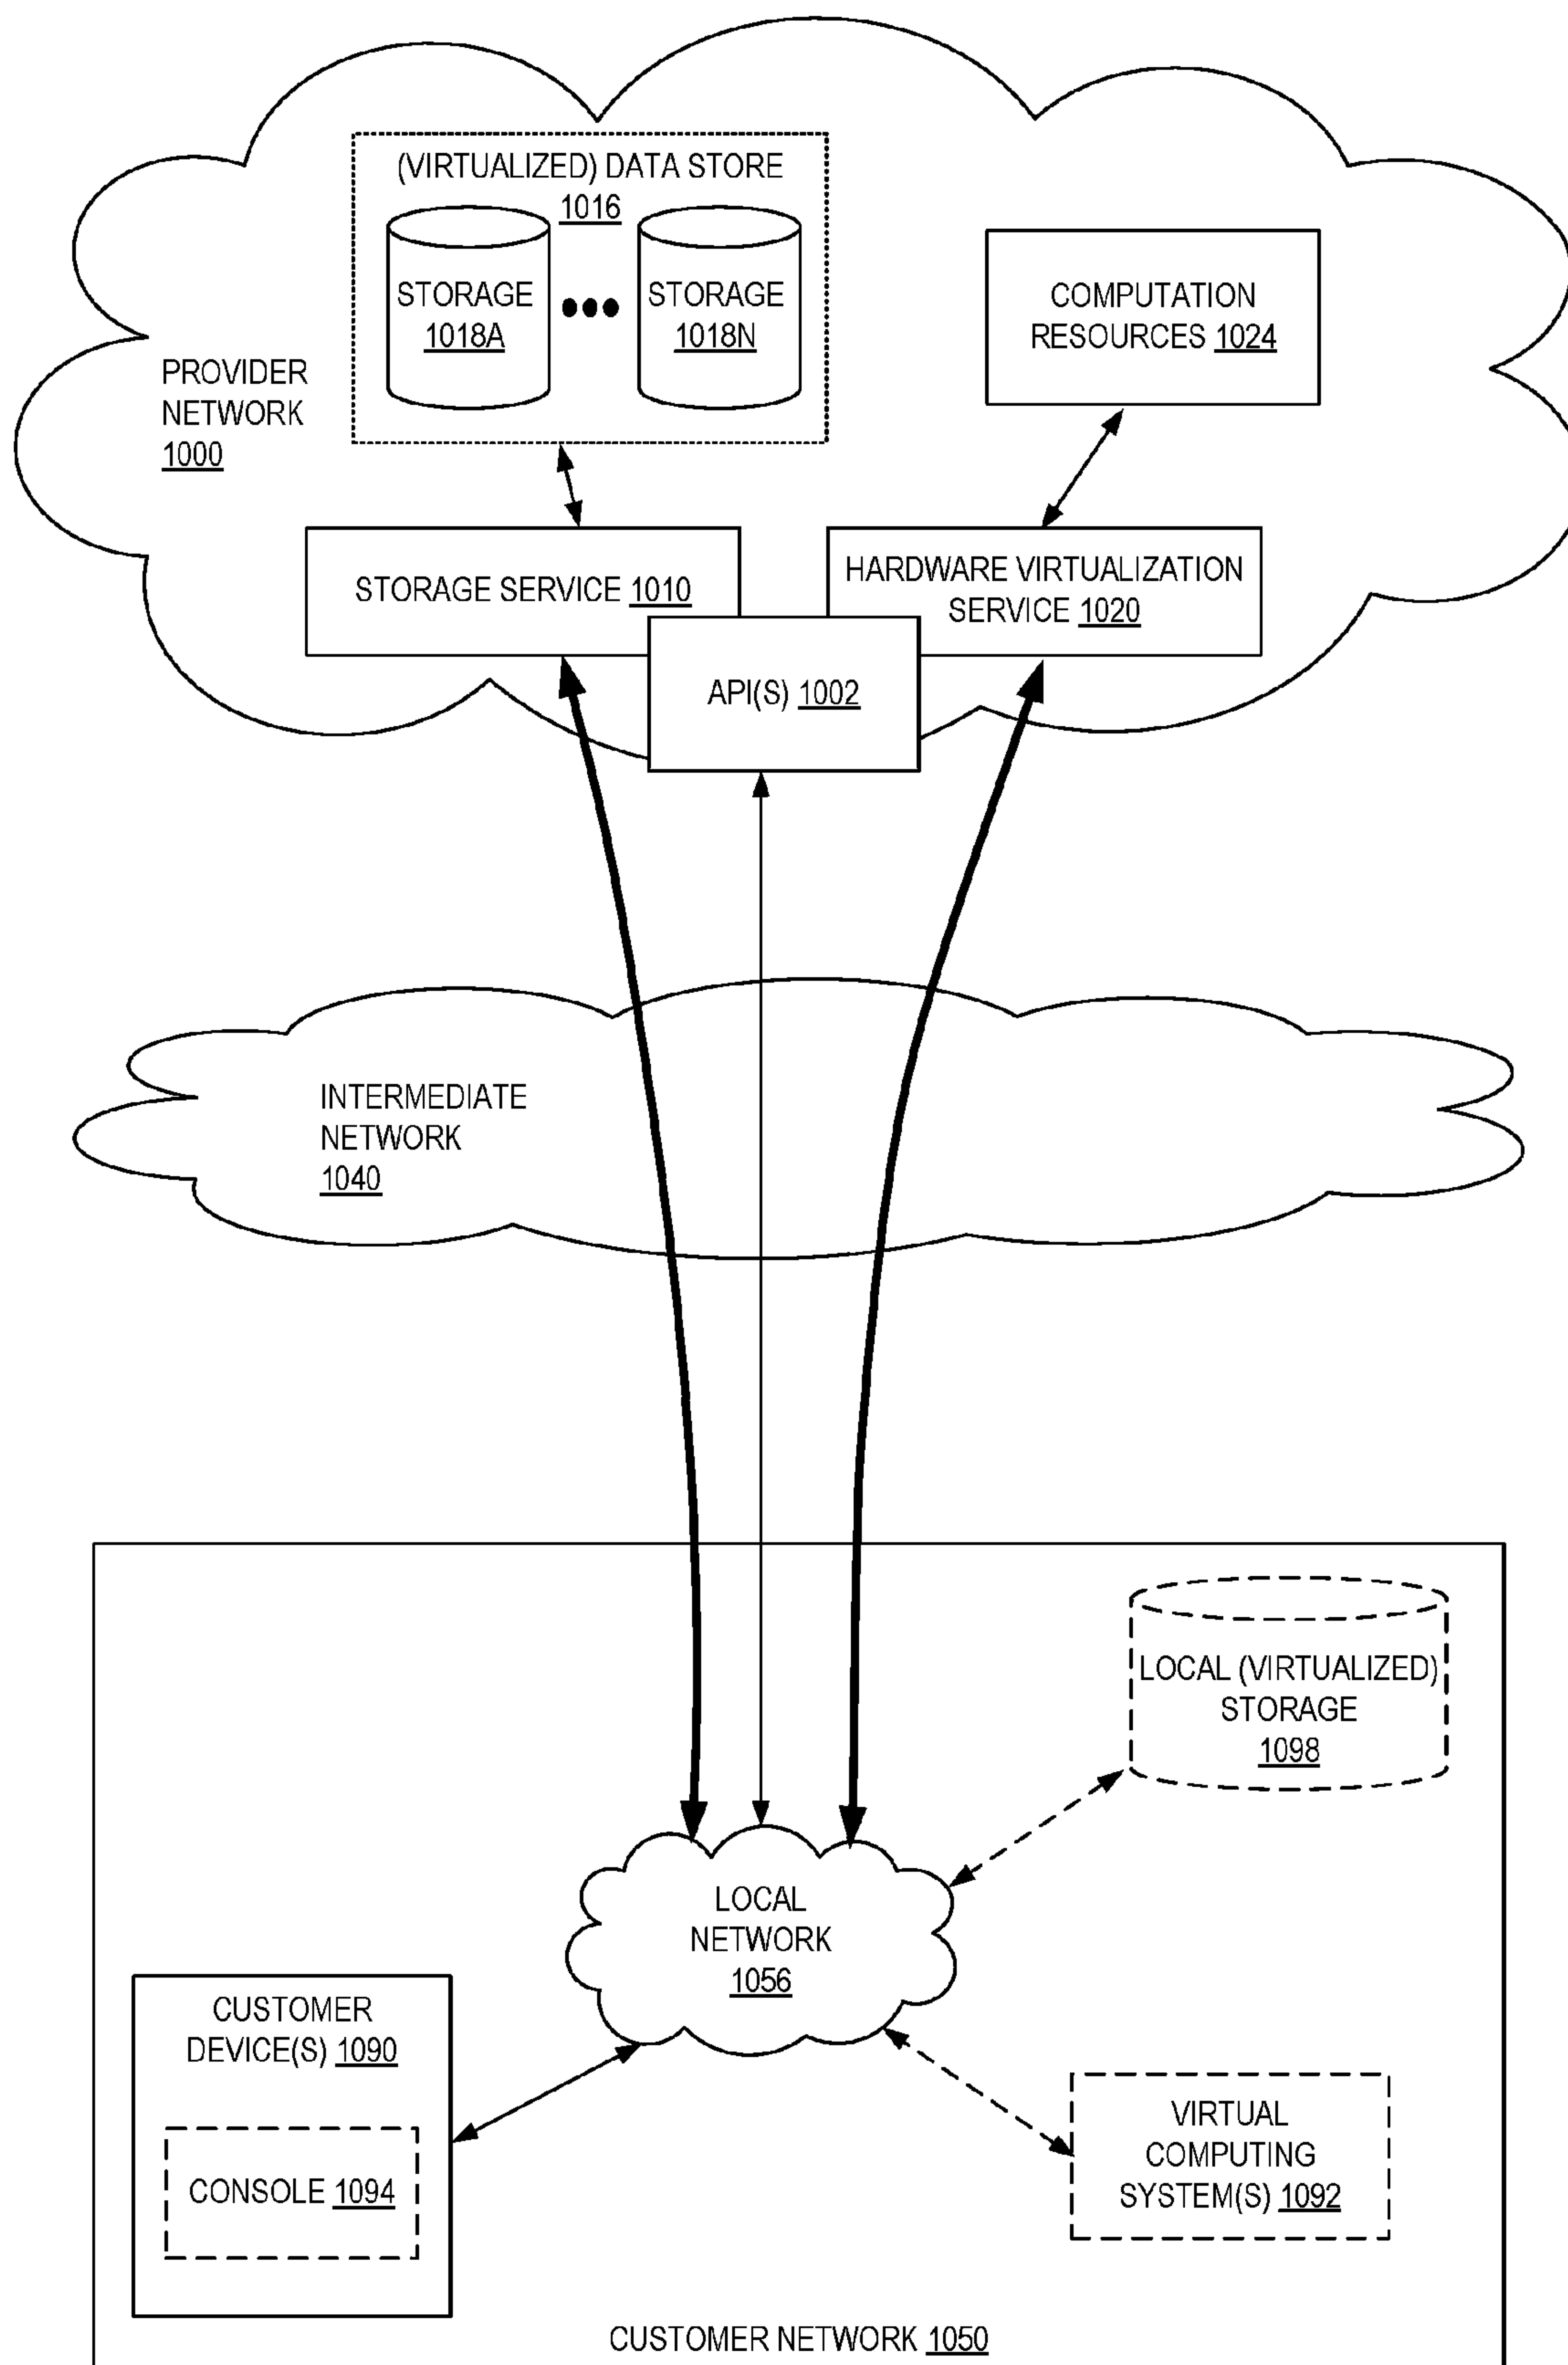 (VIRTUALIZED) DATA STORE
1016
STORAGE
1018A
STORAGE
1018N
COMPUTATION
RESOURCES 1024
PROVIDER
NETWORK
1000
STORAGE SERVICE 1010
HARDWARE VIRTUALIZATION
SERVICE 1020
API(S) 1002
INTERMEDIATE
NETWORK
1040
LOCAL (VIRTUALIZED)
STORAGE
1098
LOCAL
NETWORK
1056
CUSTOMER
DEVICE(S) 1090
CONSOLE 1094
VIRTUAL
COMPUTING
SYSTEM(S) 1092
CUSTOMER NETWORK 1050